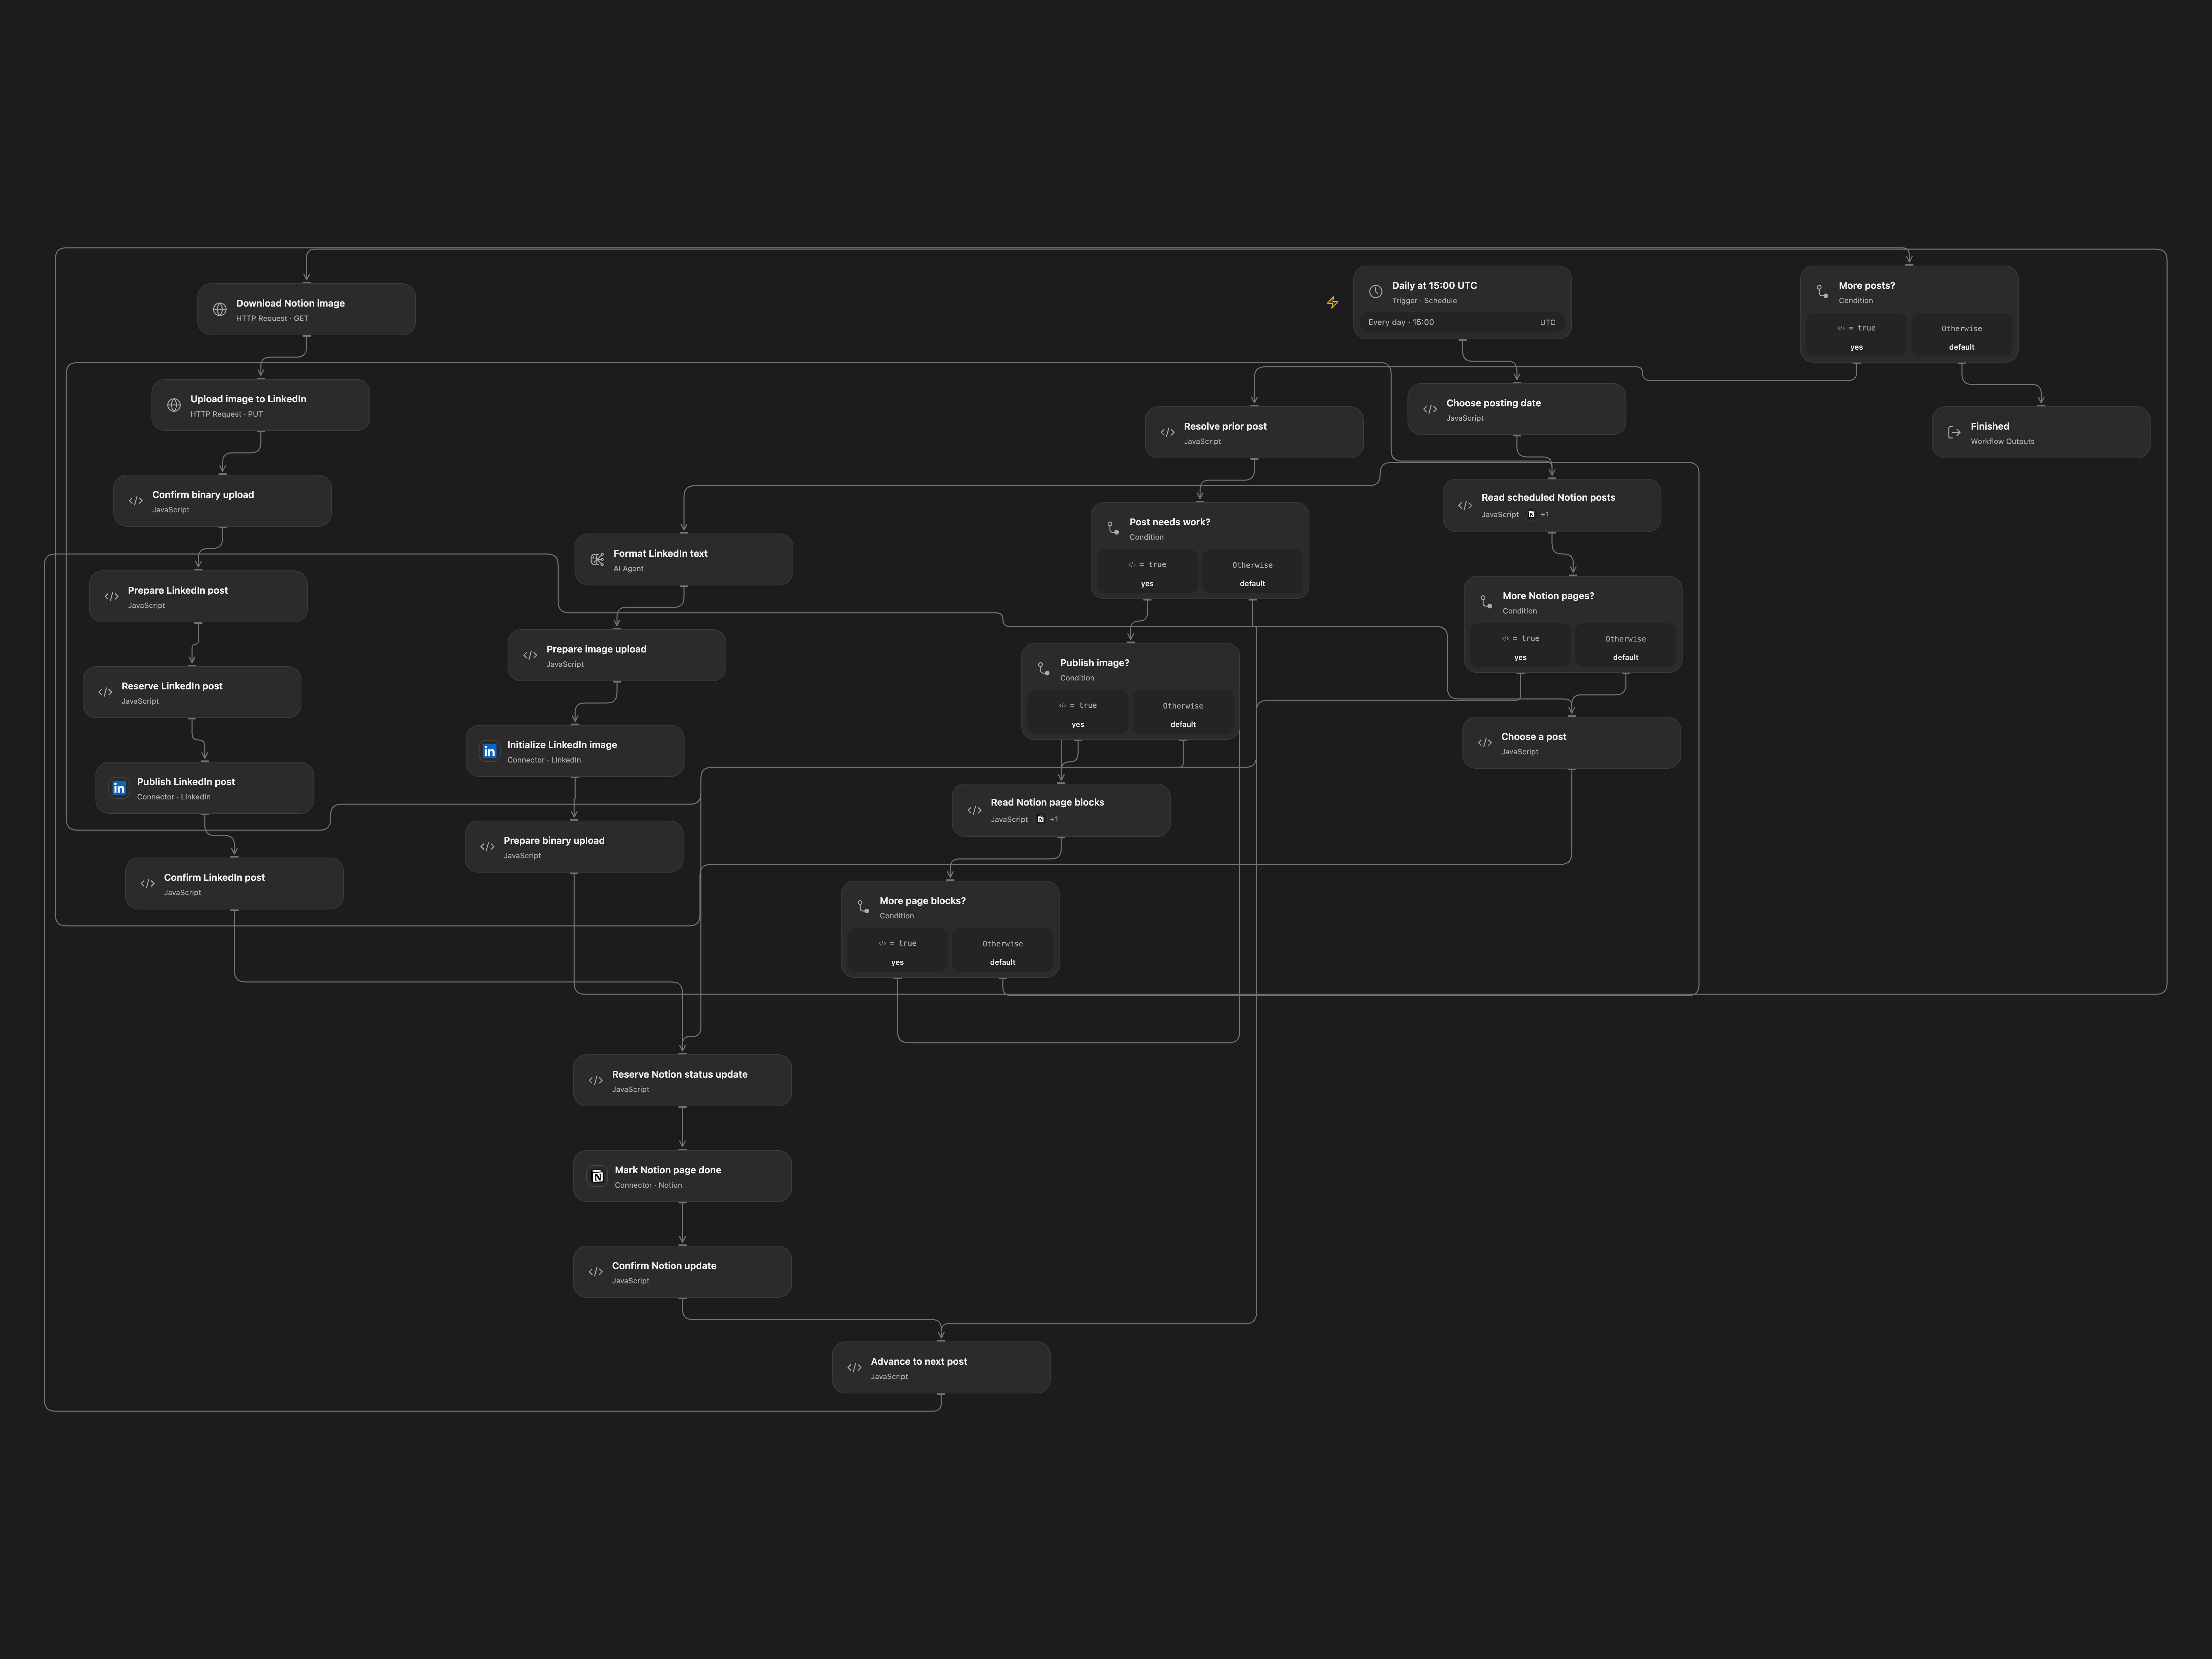 Download Notion image
HTTP Request · GET
Upload image to LinkedIn
HTTP Request · PUT
Confirm binary upload
JavaScript
Prepare LinkedIn post
JavaScript
Reserve LinkedIn post
JavaScript
in
Publish LinkedIn post
Connector · LinkedIn
Confirm LinkedIn post
JavaScript
Format LinkedIn text
AI Agent
Prepare image upload
JavaScript
in
Initialize LinkedIn image
Connector · LinkedIn
Prepare binary upload
JavaScript
Reserve Notion status update
JavaScript
N
Mark Notion page done
Connector · Notion
Confirm Notion update
JavaScript
Advance to next post
JavaScript
Resolve prior post
JavaScript
Post needs work?
Condition
</> = true
yes
Otherwise
default
Publish image?
Condition
</> = true
yes
Otherwise
default
Read Notion page blocks
JavaScript N +1
More page blocks?
Condition
</> = true
yes
Otherwise
default
Daily at 15:00 UTC
Trigger · Schedule
Every day · 15:00 UTC
Choose posting date
JavaScript
Read scheduled Notion posts
JavaScript N +1
More Notion pages?
Condition
</> = true
yes
Otherwise
default
Choose a post
JavaScript
More posts?
Condition
</> = true
yes
Otherwise
default
Finished
Workflow Outputs